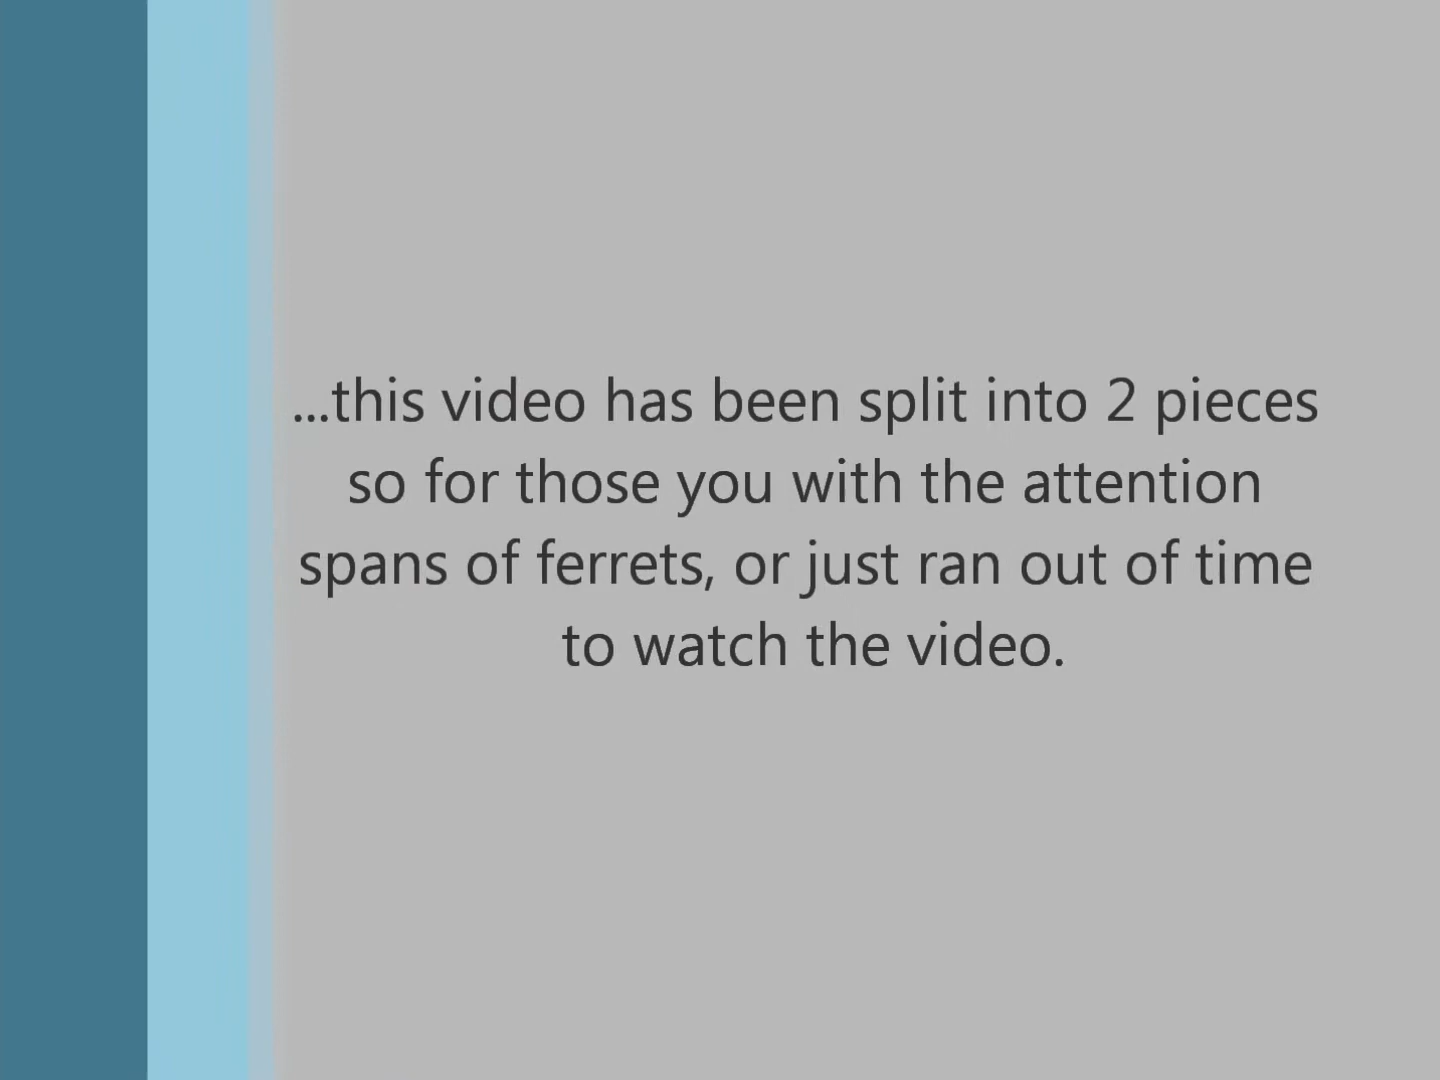 ...this video has been split into 2 pieces
so for those you with the attention
spans of ferrets, or just ran out of time
to watch the video.